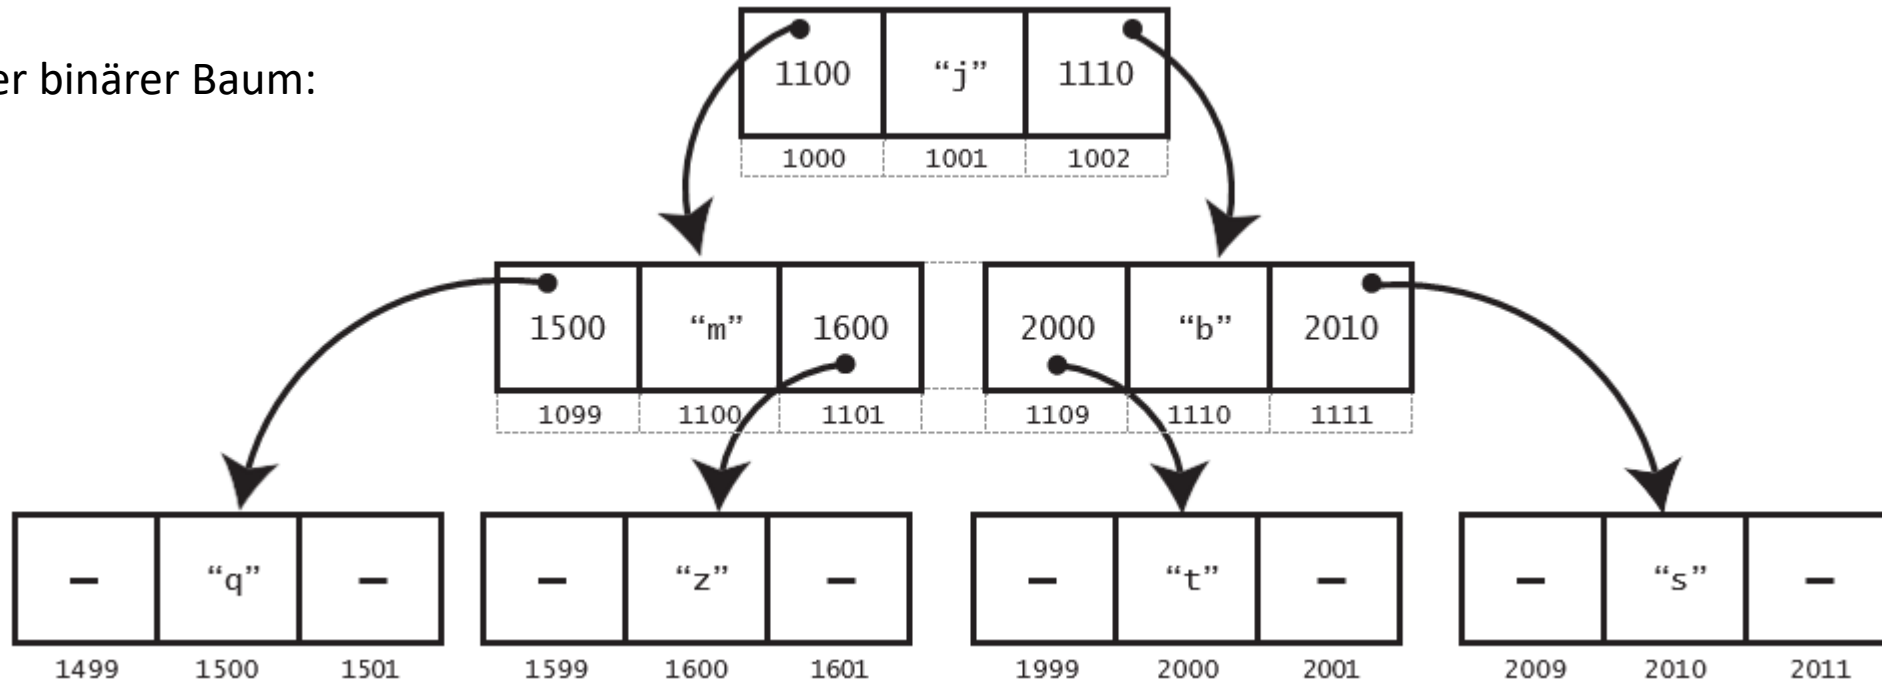 er binärer Baum:
1100 “j” 1110
1000 1001 1002
1500 “m” 1600 2000 “b” 2010
1099 1100 1101 1109 1110 1111
– “q” – – “z” – – “t” – – “s” –
1499 1500 1501 1599 1600 1601 1999 2000 2001 2009 2010 2011